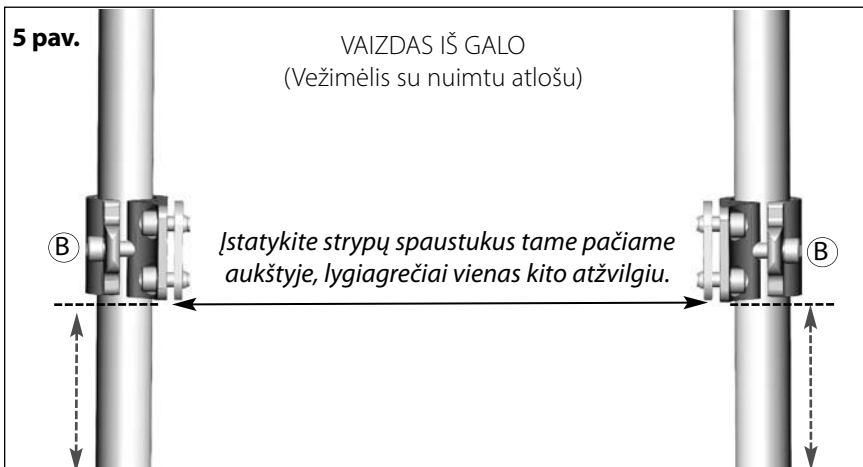 5 pav.
VAIZDAS IŠ GALO
(Vežimėlis su nuimtu atlošu)
B
Įstatykite strypų spaustukus tame pačiame
aukštyje, lygiagrečiai vienas kito atžvilgiu.
B